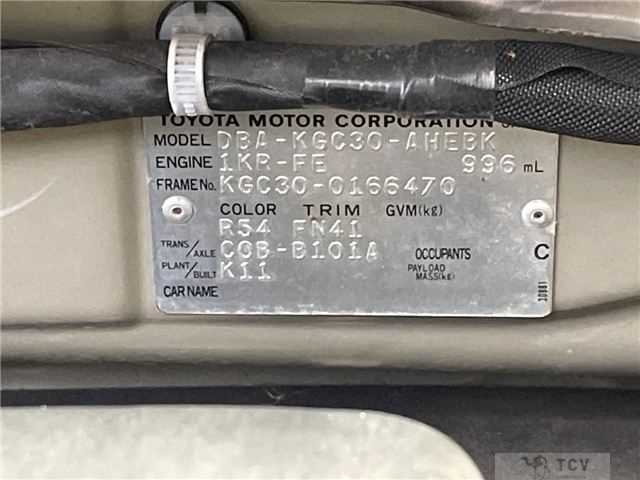 TOYOTA MOTOR CORPORATION
MODEL DBA-KGC30-AHEBK
ENGINE 1KR-FE 996 mL
FRAME No. KGC30-0166470
COLOR TRIM GVM(kg)
R54 FN41
TRANS/AXLE C0B-B101A OCCUPANTS C
PLANT/BUILT K11 PAYLOAD MASS(kg)
CAR NAME
TCV